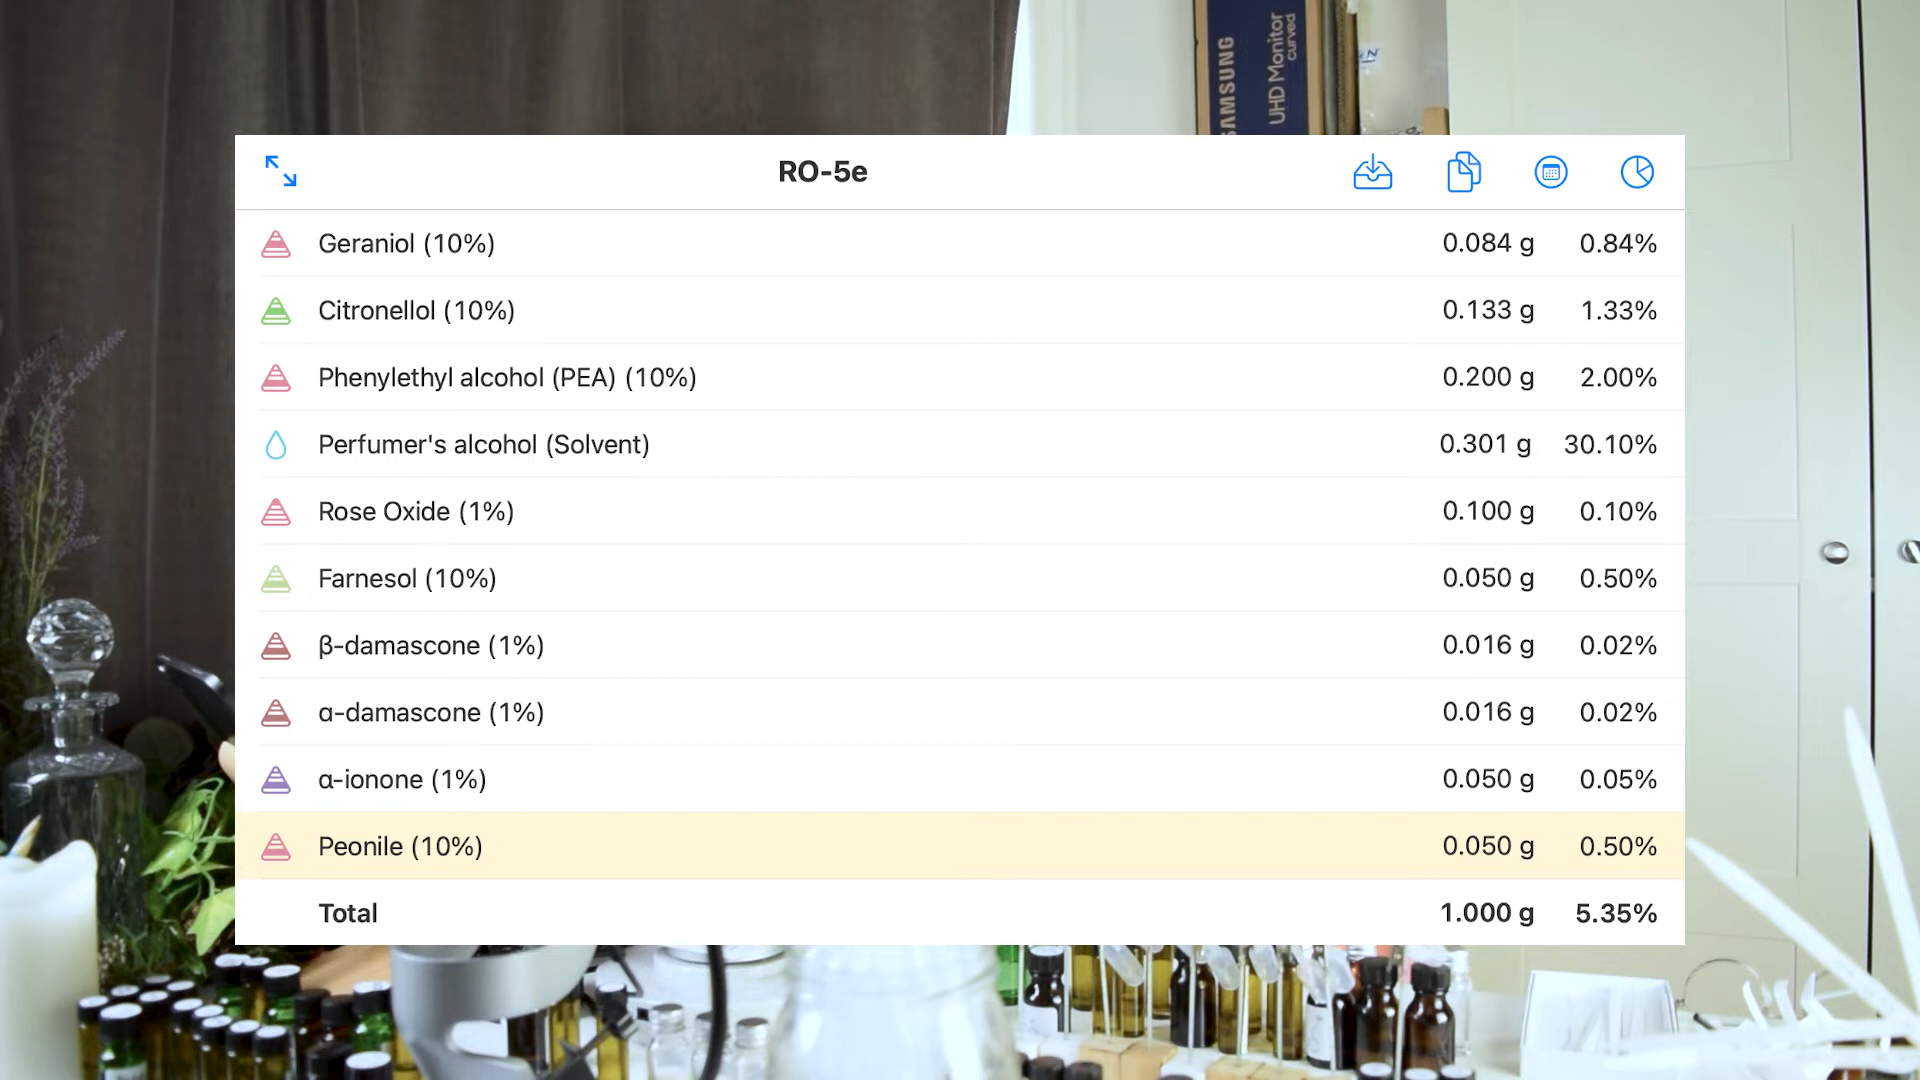 SAMSUNG
UHD Monitor
curved
RO-5e
Geraniol (10%) 0.084 g 0.84%
Citronellol (10%) 0.133 g 1.33%
Phenylethyl alcohol (PEA) (10%) 0.200 g 2.00%
Perfumer's alcohol (Solvent) 0.301 g 30.10%
Rose Oxide (1%) 0.100 g 0.10%
Farnesol (10%) 0.050 g 0.50%
β-damascone (1%) 0.016 g 0.02%
α-damascone (1%) 0.016 g 0.02%
α-ionone (1%) 0.050 g 0.05%
Peonile (10%) 0.050 g 0.50%
Total 1.000 g 5.35%